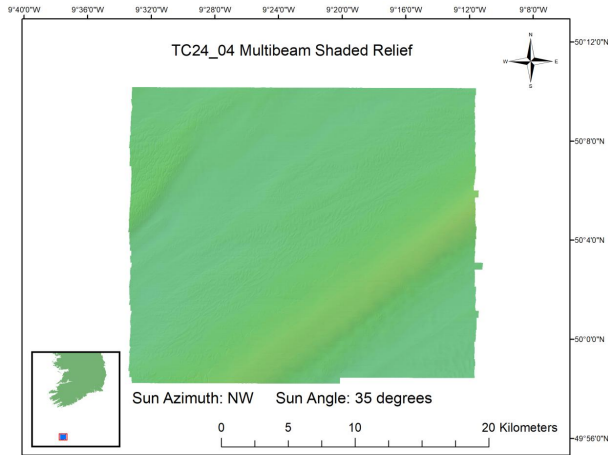 9°40'0"W 9°36'0"W 9°32'0"W 9°28'0"W 9°24'0"W 9°20'0"W 9°16'0"W 9°12'0"W 9°8'0"W
TC24_04 Multibeam Shaded Relief
N
W E
S
50°12'0"N
50°8'0"N
50°4'0"N
50°0'0"N
49°56'0"N
Sun Azimuth: NW Sun Angle: 35 degrees
0 5 10 20 Kilometers